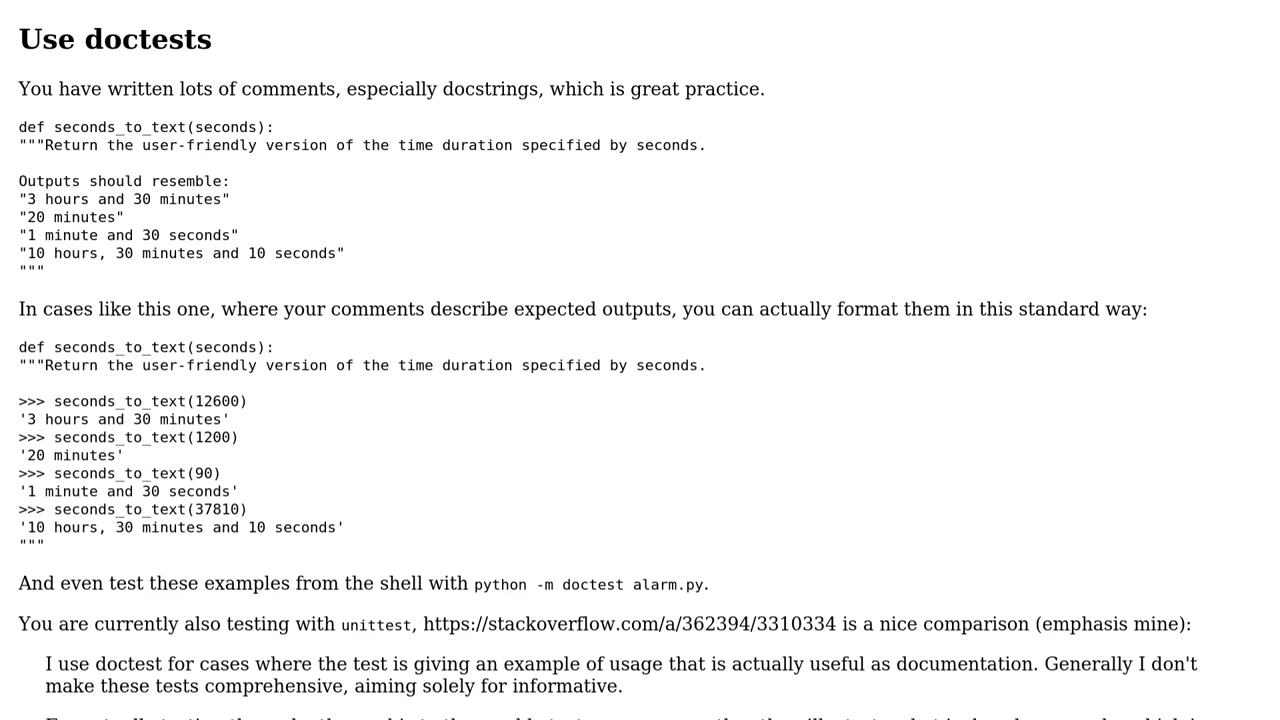 Use doctests
You have written lots of comments, especially docstrings, which is great practice.
def seconds_to_text(seconds):
"""Return the user-friendly version of the time duration specified by seconds.
Outputs should resemble:
"3 hours and 30 minutes"
"20 minutes"
"1 minute and 30 seconds"
"10 hours, 30 minutes and 10 seconds"
"""
In cases like this one, where your comments describe expected outputs, you can actually format them in this standard way:
def seconds_to_text(seconds):
"""Return the user-friendly version of the time duration specified by seconds.
>>> seconds_to_text(12600)
'3 hours and 30 minutes'
>>> seconds_to_text(1200)
'20 minutes'
>>> seconds_to_text(90)
'1 minute and 30 seconds'
>>> seconds_to_text(37810)
'10 hours, 30 minutes and 10 seconds'
"""
And even test these examples from the shell with python -m doctest alarm.py.
You are currently also testing with unittest, https://stackoverflow.com/a/362394/3310334 is a nice comparison (emphasis mine):
I use doctest for cases where the test is giving an example of usage that is actually useful as documentation. Generally I don't
make these tests comprehensive, aiming solely for informative.